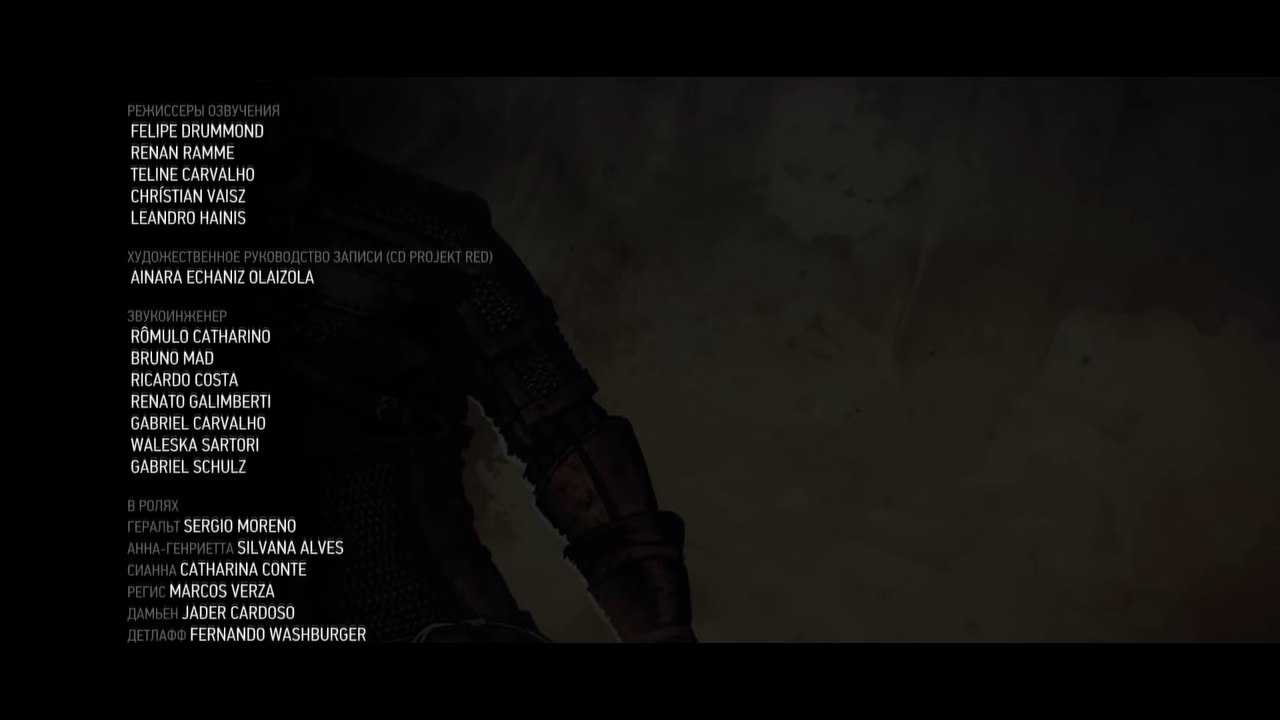 РЕЖИССЕРЫ ОЗВУЧЕНИЯ
FELIPE DRUMMOND
RENAN RAMME
TELINE CARVALHO
CHRÍSTIAN VAISZ
LEANDRO HAINIS
ХУДОЖЕСТВЕННОЕ РУКОВОДСТВО ЗАПИСИ (CD PROJEKT RED)
AINARA ECHANIZ OLAIZOLA
ЗВУКОИНЖЕНЕР
RÔMULO CATHARINO
BRUNO MAD
RICARDO COSTA
RENATO GALIMBERTI
GABRIEL CARVALHO
WALESKA SARTORI
GABRIEL SCHULZ
В РОЛЯХ
ГЕРАЛЬТ SERGIO MORENO
АННА-ГЕНРИЕТТА SILVANA ALVES
СИАННА CATHARINA CONTE
РЕГИС MARCOS VERZA
ДАМЬЕН JADER CARDOSO
ДЕТЛАФФ FERNANDO WASHBURGER